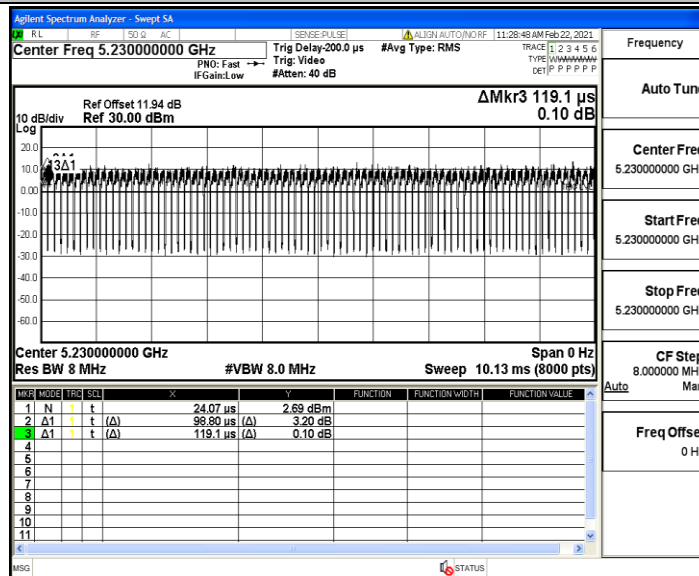 Agilent Spectrum Analyzer - Swept SA
RL RF 50 Ω AC SENSE:PULSE ALIGN AUTO/NO RF 11:28:48 AM Feb 22, 2021
Center Freq 5.230000000 GHz
PNO: Fast
IFGain:Low
Trig Delay-200.0 µs
Trig: Video
#Atten: 40 dB
#Avg Type: RMS
TRACE 1 2 3 4 5 6
TYPE WWWWWW
DET P P P P P P
ΔMkr3 119.1 µs
0.10 dB
Ref Offset 11.94 dB
10 dB/div Ref 30.00 dBm
Log
20.0
10.0
0.00
-10.0
-20.0
-30.0
-40.0
-50.0
-60.0
Center 5.230000000 GHz Span 0 Hz
Res BW 8 MHz #VBW 8.0 MHz Sweep 10.13 ms (8000 pts)
MKR MODE TRC SCL X Y FUNCTION FUNCTION WIDTH FUNCTION VALUE
1 N 1 t 24.07 µs 2.69 dBm
2 Δ1 1 t (Δ) 98.80 µs (Δ) 3.20 dB
3 Δ1 1 t (Δ) 119.1 µs (Δ) 0.10 dB
4
5
6
7
8
9
10
11
MSG STATUS
Frequency
Auto Tun
Center Fre
5.230000000 GH
Start Fre
5.230000000 GH
Stop Fre
5.230000000 GH
CF Step
8.000000 MH
Auto Ma
Freq Offse
0 H